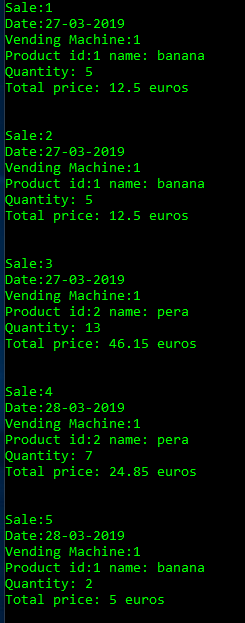 Sale:1
Date:27-03-2019
Vending Machine:1
Product id:1 name: banana
Quantity: 5
Total price: 12.5 euros
Sale:2
Date:27-03-2019
Vending Machine:1
Product id:1 name: banana
Quantity: 5
Total price: 12.5 euros
Sale:3
Date:27-03-2019
Vending Machine:1
Product id:2 name: pera
Quantity: 13
Total price: 46.15 euros
Sale:4
Date:28-03-2019
Vending Machine:1
Product id:2 name: pera
Quantity: 7
Total price: 24.85 euros
Sale:5
Date:28-03-2019
Vending Machine:1
Product id:1 name: banana
Quantity: 2
Total price: 5 euros